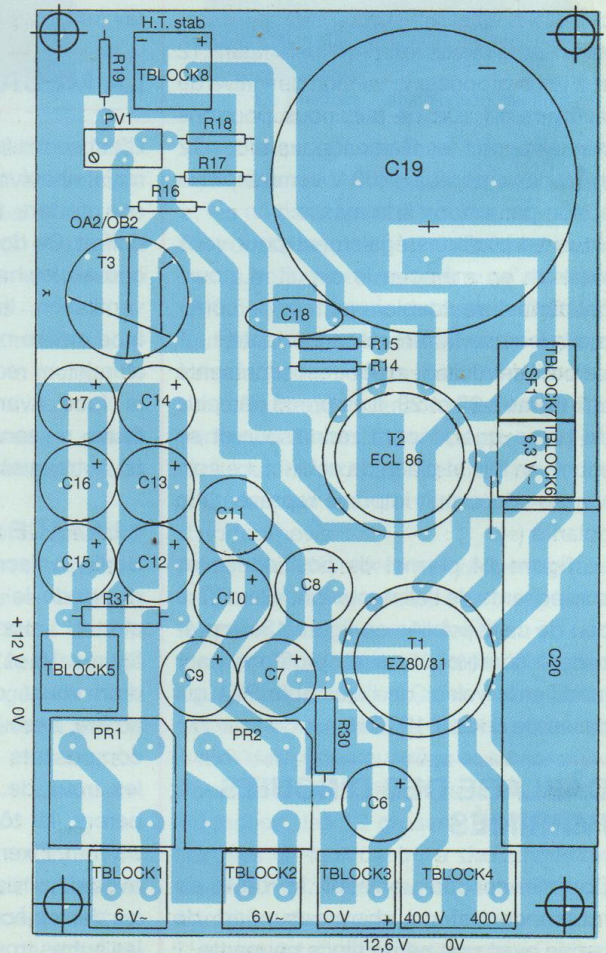 H.T. stab
R19
−
+
TBLOCK8
PV1
R18
R17
R16
C19
−
+
OA2/OB2
T3
K
C18
R15
R14
TBLOCK7
SF1
TBLOCK6
6,3 V~
C17
+
C14
+
T2
ECL 86
C16
+
C13
+
C11
+
C15
+
C12
+
C10
+
C8
+
R31
+ 12 V
0V
TBLOCK5
C9
+
C7
+
T1
EZ80/81
C20
PR1
PR2
R30
C6
+
TBLOCK1
6 V~
TBLOCK2
6 V~
TBLOCK3
0 V
+
TBLOCK4
400 V
400 V
12,6 V
0V